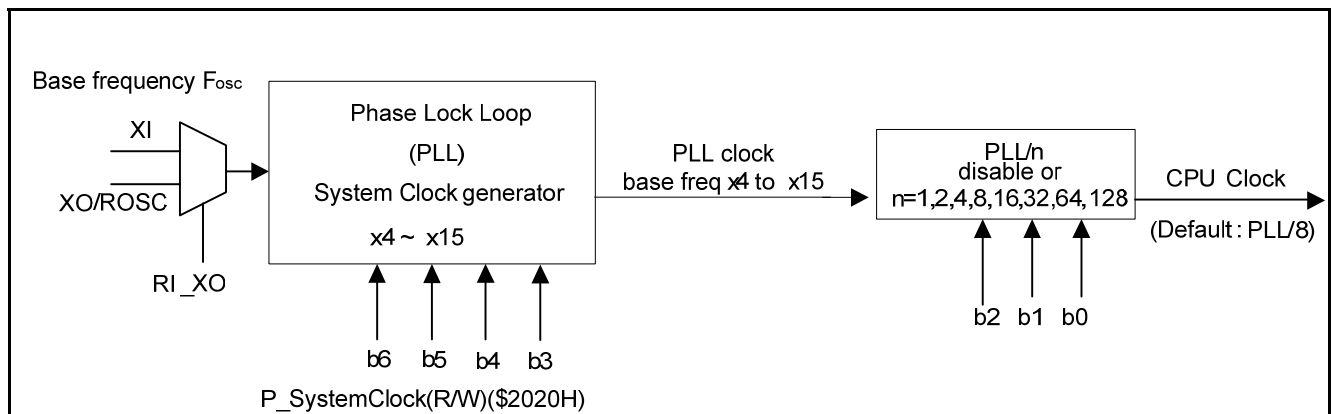 Base frequency Fosc
XI
XO/ROSC
RI_XO
Phase Lock Loop
(PLL)
System Clock generator
x4 ~ x15
b6 b5 b4 b3
P_SystemClock(R/W)($2020H)
PLL clock
base freq x4 to x15
PLL/n
disable or
n=1,2,4,8,16,32,64,128
b2 b1 b0
CPU Clock
(Default : PLL/8)